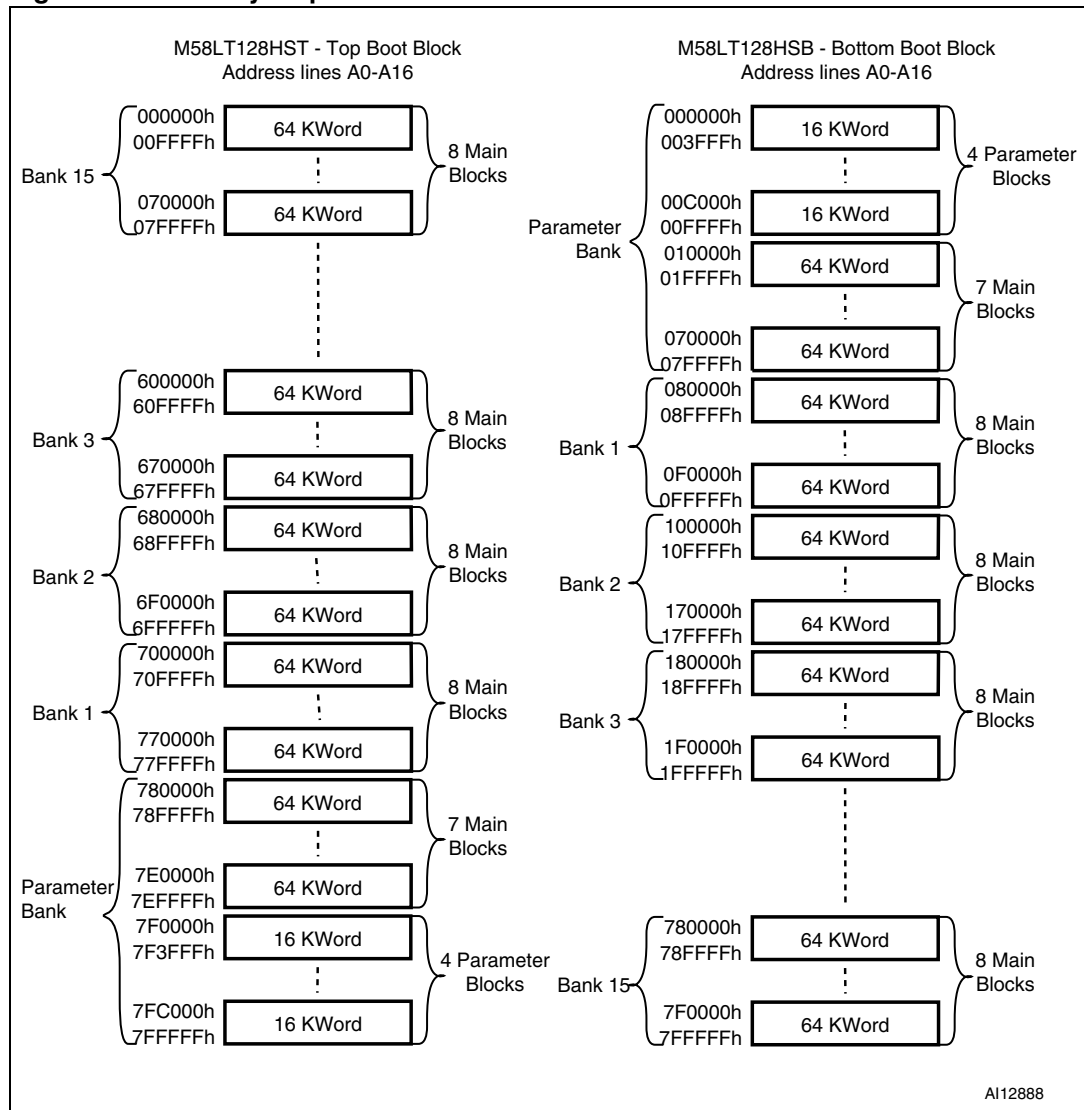 M58LT128HST - Top Boot Block
Address lines A0-A16
Bank 15
000000h
00FFFFh
64 KWord
070000h
07FFFFh
64 KWord
8 Main
Blocks
Bank 3
600000h
60FFFFh
64 KWord
670000h
67FFFFh
64 KWord
8 Main
Blocks
Bank 2
680000h
68FFFFh
64 KWord
6F0000h
6FFFFFh
64 KWord
8 Main
Blocks
Bank 1
700000h
70FFFFh
64 KWord
770000h
77FFFFh
64 KWord
8 Main
Blocks
Parameter
Bank
780000h
78FFFFh
64 KWord
7E0000h
7EFFFFh
64 KWord
7 Main
Blocks
7F0000h
7F3FFFh
16 KWord
7FC000h
7FFFFFh
16 KWord
4 Parameter
Blocks
M58LT128HSB - Bottom Boot Block
Address lines A0-A16
Parameter
Bank
000000h
003FFFh
16 KWord
00C000h
00FFFFh
16 KWord
4 Parameter
Blocks
010000h
01FFFFh
64 KWord
070000h
07FFFFh
64 KWord
7 Main
Blocks
Bank 1
080000h
08FFFFh
64 KWord
0F0000h
0FFFFFh
64 KWord
8 Main
Blocks
Bank 2
100000h
10FFFFh
64 KWord
170000h
17FFFFh
64 KWord
8 Main
Blocks
Bank 3
180000h
18FFFFh
64 KWord
1F0000h
1FFFFFh
64 KWord
8 Main
Blocks
Bank 15
780000h
78FFFFh
64 KWord
7F0000h
7FFFFFh
64 KWord
8 Main
Blocks
AI12888